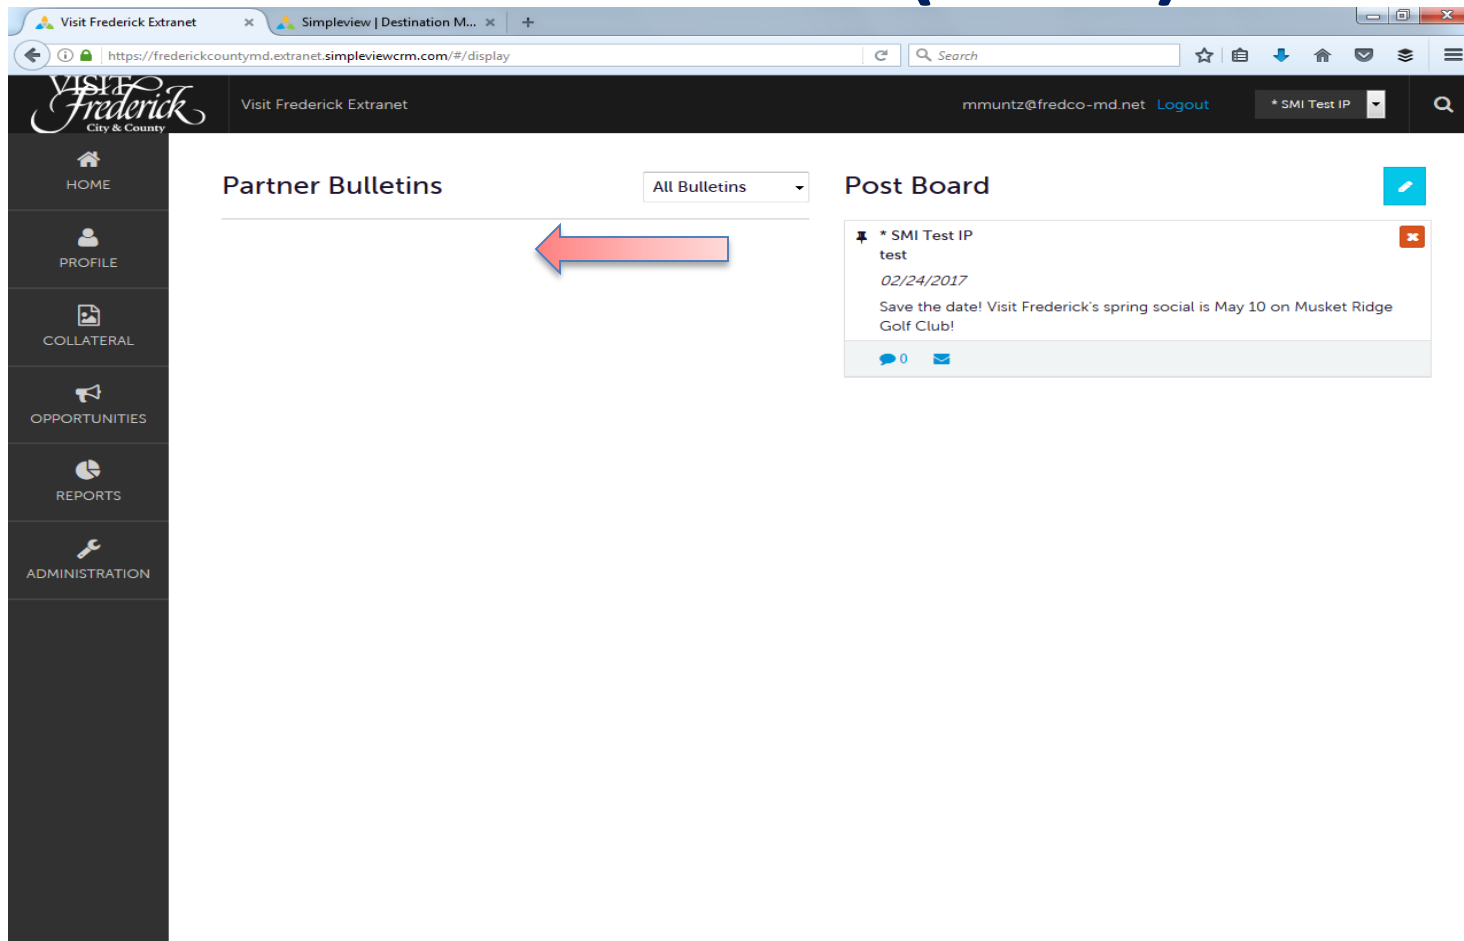 Visit Frederick Extranet
Simpleview | Destination M...
https://frederickcountymd.extranet.simpleviewcrm.com/#/display
Search
VISIT
Frederick
City & County
Visit Frederick Extranet
mmuntz@fredco-md.net Logout
* SMI Test IP
HOME
PROFILE
COLLATERAL
OPPORTUNITIES
REPORTS
ADMINISTRATION
Partner Bulletins
All Bulletins
Post Board
* SMI Test IP
test
02/24/2017
Save the date! Visit Frederick's spring social is May 10 on Musket Ridge
Golf Club!
0